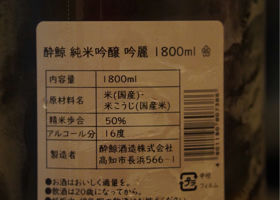 酔鯨 純米吟醸 吟麗 1800ml
内容量 1800ml
原材料名 米(国産)・
米こうじ(国産米)
精米歩合 50%
アルコール分 16度
製造者 酔鯨酒造株式会社
高知市長浜566-1
●お酒はおいしく適量を。
●飲酒は20歳になってから。